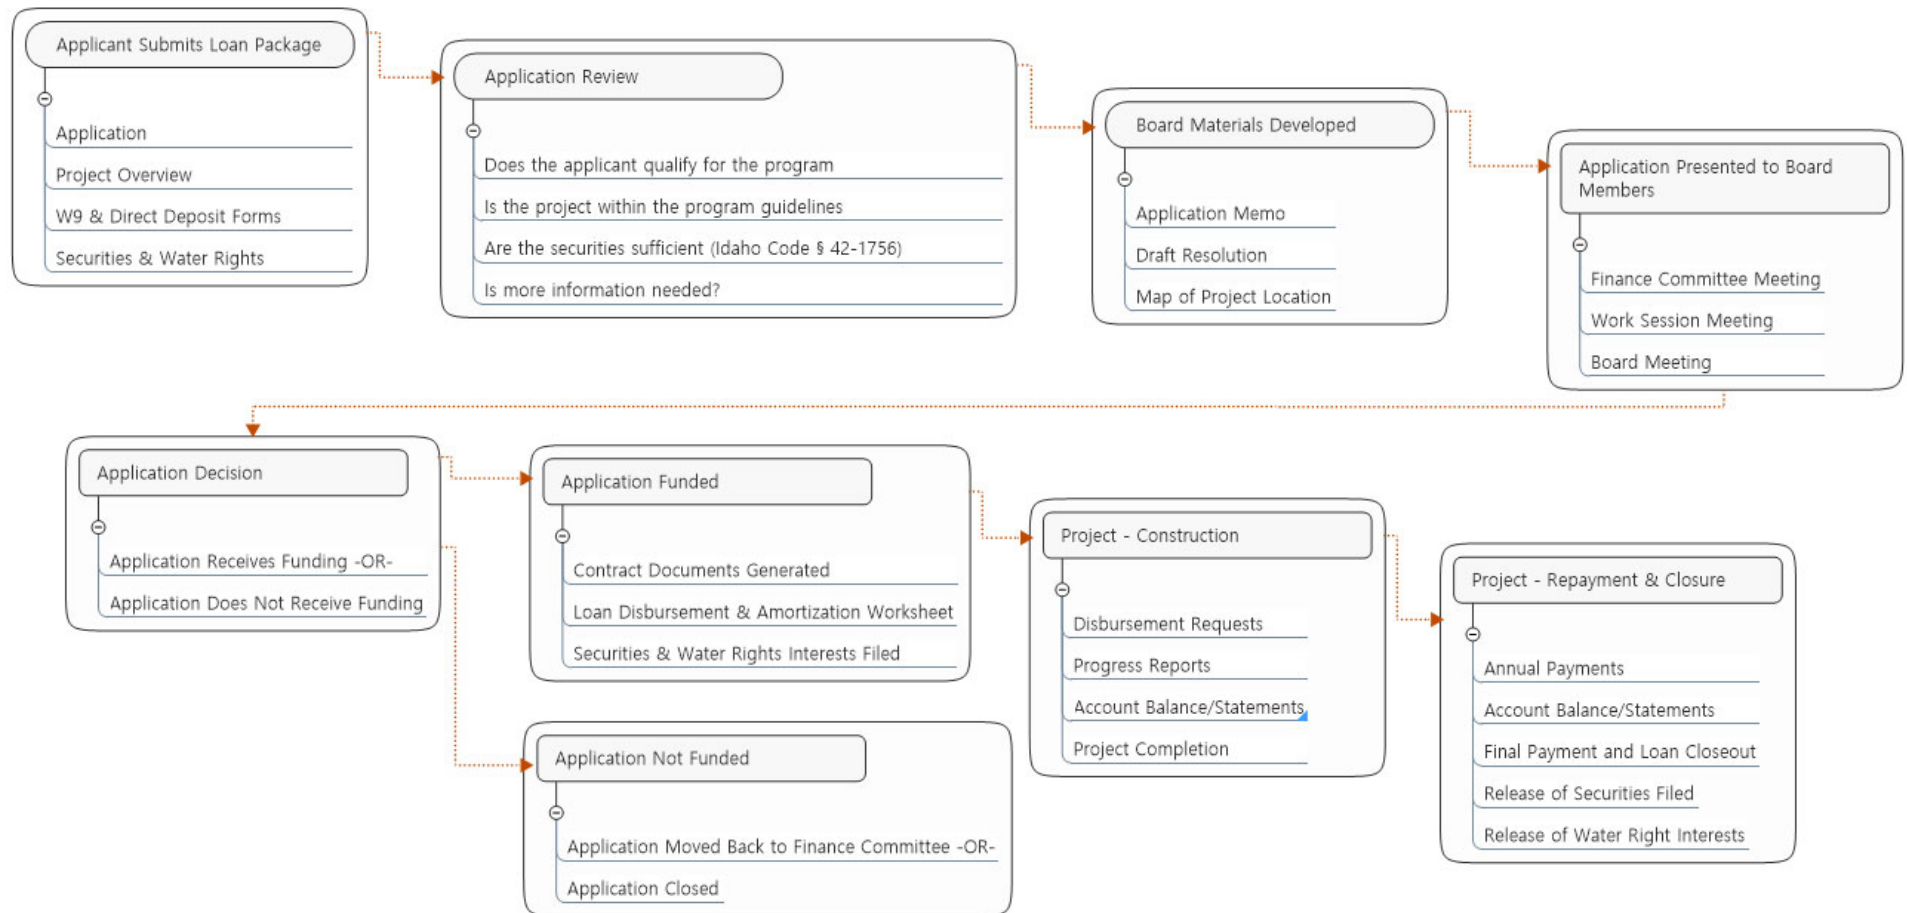 Applicant Submits Loan Package
Application
Project Overview
W9 & Direct Deposit Forms
Securities & Water Rights
Application Review
Does the applicant qualify for the program
Is the project within the program guidelines
Are the securities sufficient (Idaho Code § 42-1756)
Is more information needed?
Board Materials Developed
Application Memo
Draft Resolution
Map of Project Location
Application Presented to Board
Members
Finance Committee Meeting
Work Session Meeting
Board Meeting
Application Decision
Application Receives Funding -OR-
Application Does Not Receive Funding
Application Funded
Contract Documents Generated
Loan Disbursement & Amortization Worksheet
Securities & Water Rights Interests Filed
Application Not Funded
Application Moved Back to Finance Committee -OR-
Application Closed
Project - Construction
Disbursement Requests
Progress Reports
Account Balance/Statements
Project Completion
Project - Repayment & Closure
Annual Payments
Account Balance/Statements
Final Payment and Loan Closeout
Release of Securities Filed
Release of Water Right Interests